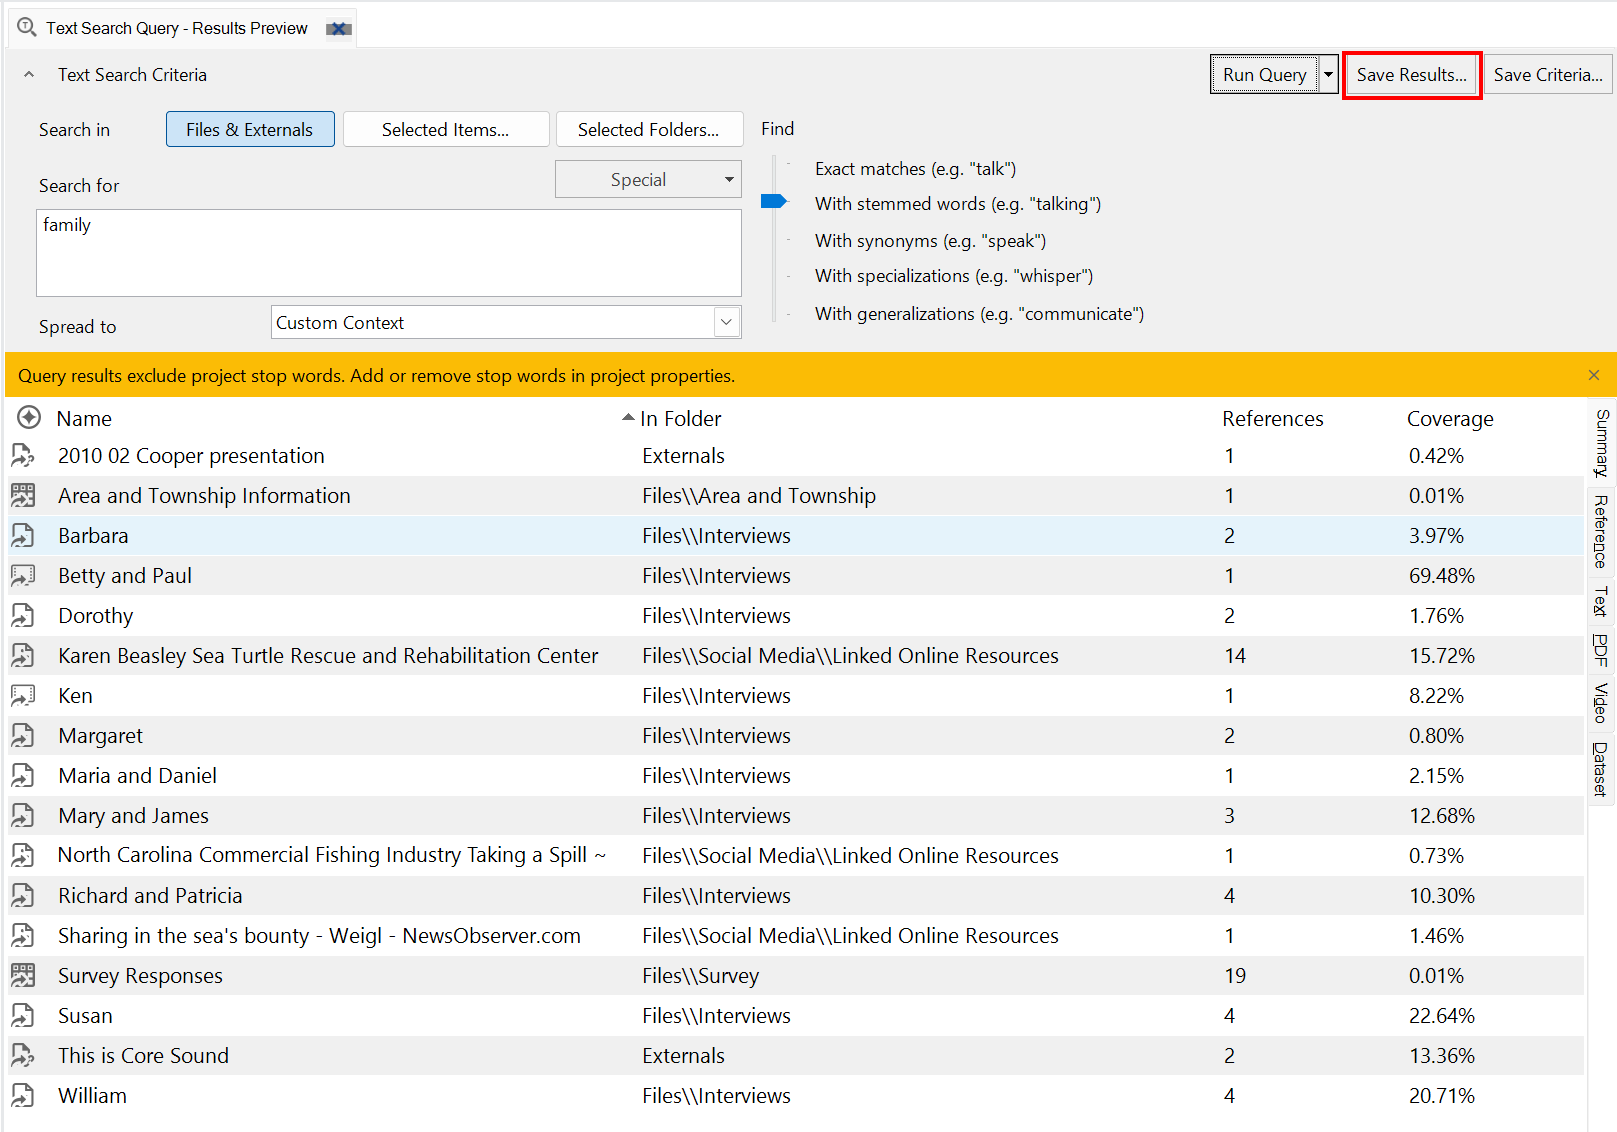 Text Search Query - Results Preview
Text Search Criteria
Run Query
Save Results...
Save Criteria...
Search in
Files & Externals
Selected Items...
Selected Folders...
Find
Search for
Special
family
Exact matches (e.g. "talk")
With stemmed words (e.g. "talking")
With synonyms (e.g. "speak")
With specializations (e.g. "whisper")
With generalizations (e.g. "communicate")
Spread to
Custom Context
Query results exclude project stop words. Add or remove stop words in project properties.
Name In Folder References Coverage
2010 02 Cooper presentation Externals 1 0.42%
Area and Township Information Files\\Area and Township 1 0.01%
Barbara Files\\Interviews 2 3.97%
Betty and Paul Files\\Interviews 1 69.48%
Dorothy Files\\Interviews 2 1.76%
Karen Beasley Sea Turtle Rescue and Rehabilitation Center Files\\Social Media\\Linked Online Resources 14 15.72%
Ken Files\\Interviews 1 8.22%
Margaret Files\\Interviews 2 0.80%
Maria and Daniel Files\\Interviews 1 2.15%
Mary and James Files\\Interviews 3 12.68%
North Carolina Commercial Fishing Industry Taking a Spill ~ Files\\Social Media\\Linked Online Resources 1 0.73%
Richard and Patricia Files\\Interviews 4 10.30%
Sharing in the sea's bounty - Weigl - NewsObserver.com Files\\Social Media\\Linked Online Resources 1 1.46%
Survey Responses Files\\Survey 19 0.01%
Susan Files\\Interviews 4 22.64%
This is Core Sound Externals 2 13.36%
William Files\\Interviews 4 20.71%
Summary
Reference
Text
PDF
Video
Dataset